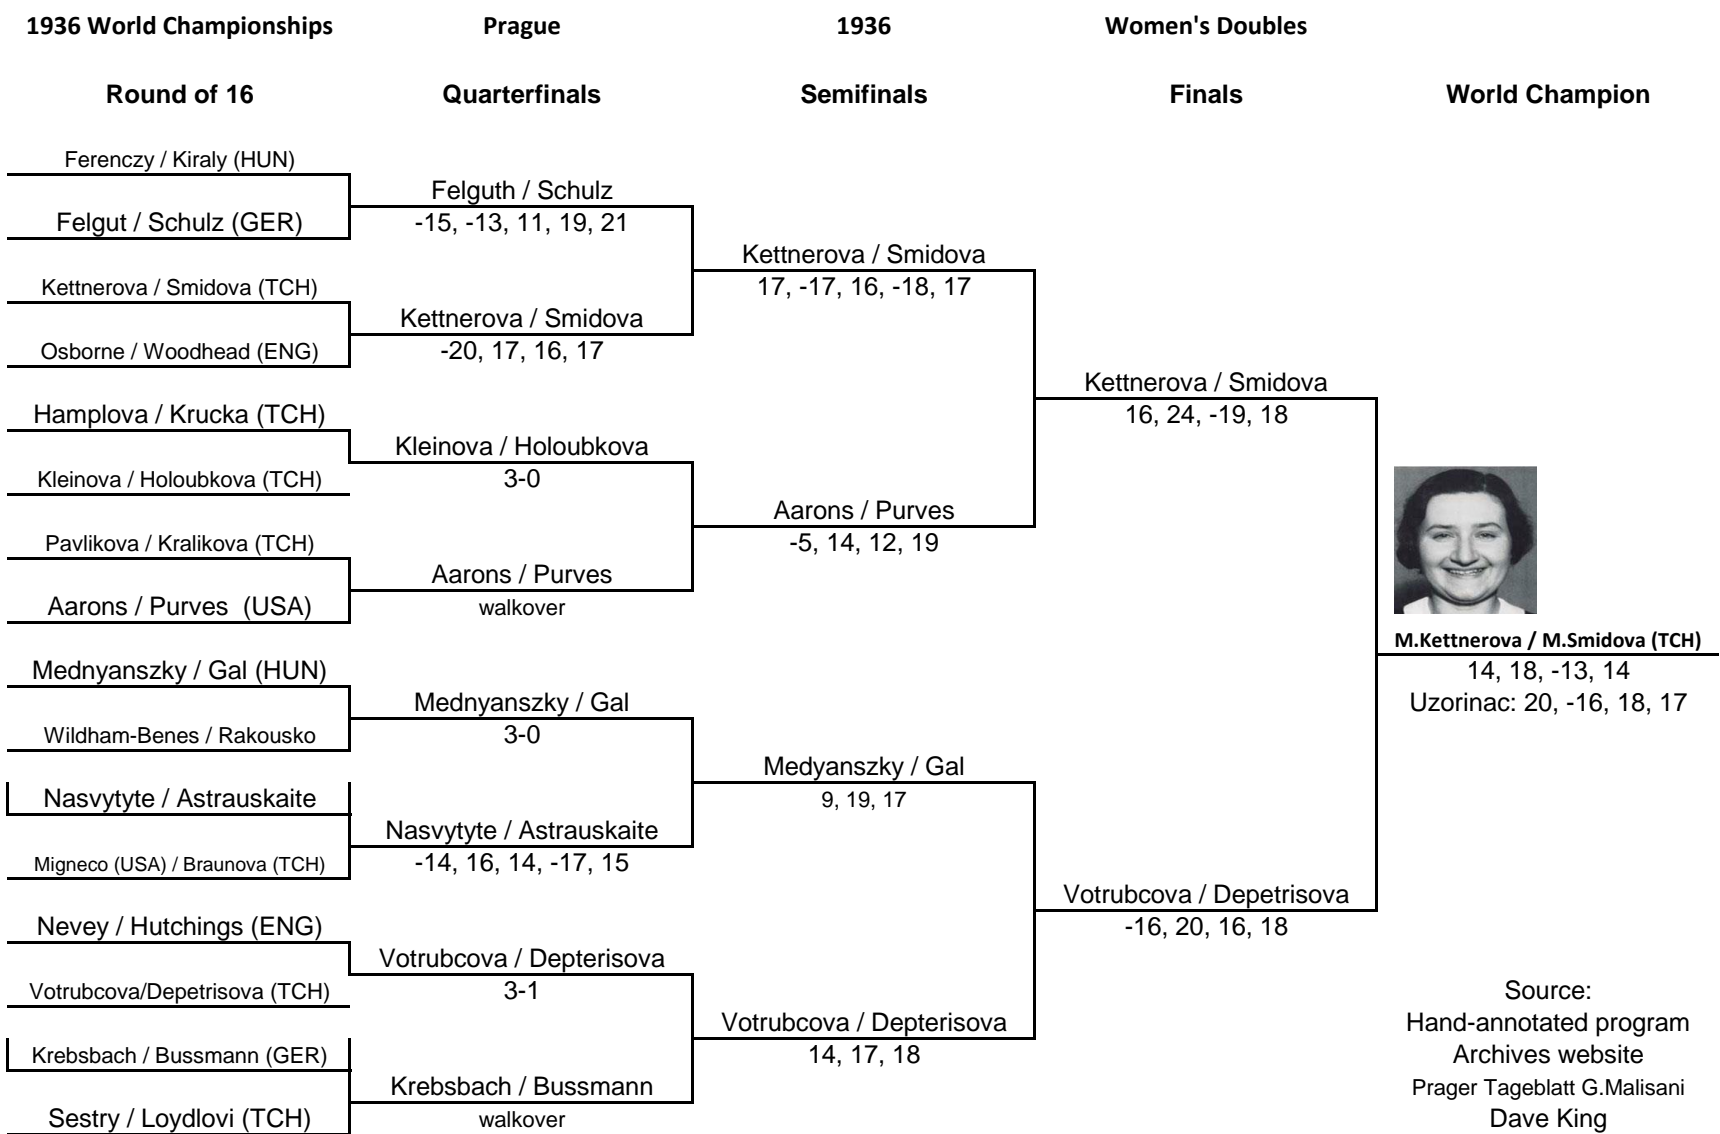 1936 World Championships Prague 1936 Women's Doubles
Round of 16 Quarterfinals Semifinals Finals World Champion
Ferenczy / Kiraly (HUN)
Felguth / Schulz
Felgut / Schulz (GER)
-15, -13, 11, 19, 21
Kettnerova / Smidova
Kettnerova / Smidova (TCH)
17, -17, 16, -18, 17
Kettnerova / Smidova
Osborne / Woodhead (ENG)
-20, 17, 16, 17
Kettnerova / Smidova
Hamplova / Krucka (TCH)
16, 24, -19, 18
Kleinova / Holoubkova
Kleinova / Holoubkova (TCH)
3-0
Aarons / Purves
Pavlikova / Kralikova (TCH)
-5, 14, 12, 19
Aarons / Purves
Aarons / Purves (USA)
walkover
M.Kettnerova / M.Smidova (TCH)
Mednyanszky / Gal (HUN)
14, 18, -13, 14
Mednyanszky / Gal
Uzorinac: 20, -16, 18, 17
Wildham-Benes / Rakousko
3-0
Medyanszky / Gal
Nasvytyte / Astrauskaite
9, 19, 17
Nasvytyte / Astrauskaite
Migneco (USA) / Braunova (TCH)
-14, 16, 14, -17, 15
Votrubcova / Depetrisova
Nevey / Hutchings (ENG)
-16, 20, 16, 18
Votrubcova / Depterisova
Votrubcova/Depetrisova (TCH)
3-1
Source:
Votrubcova / Depterisova
Hand-annotated program
Krebsbach / Bussmann (GER)
14, 17, 18
Archives website
Krebsbach / Bussmann
Prager Tageblatt G.Malisani
Sestry / Loydlovi (TCH)
walkover
Dave King